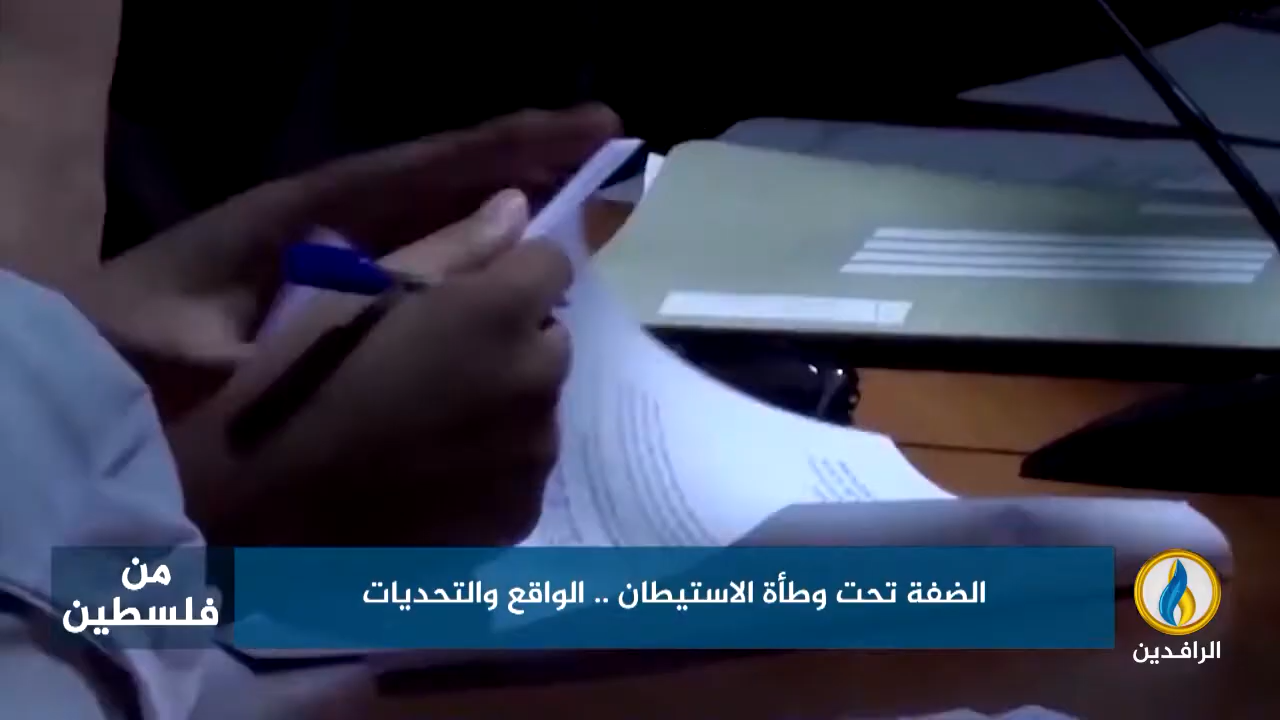 الضفة تحت وطأة الاستيطان .. الواقع والتحديات
من
فلسطين
الرافدين